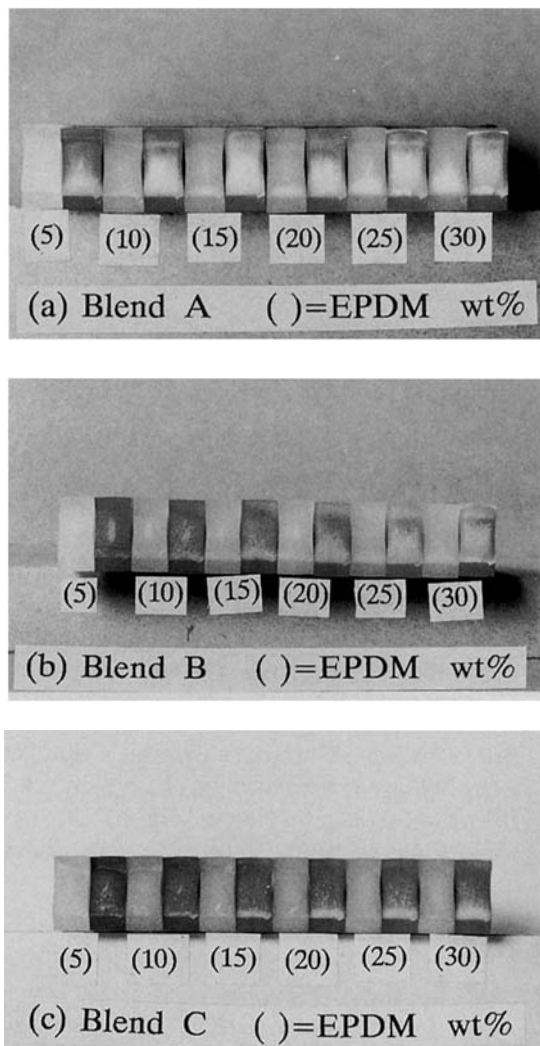 (5) (10) (15) (20) (25) (30)
(a) Blend A ( )=EPDM wt%
(5) (10) (15) (20) (25) (30)
(b) Blend B ( )=EPDM wt%
(5) (10) (15) (20) (25) (30)
(c) Blend C ( )=EPDM wt%